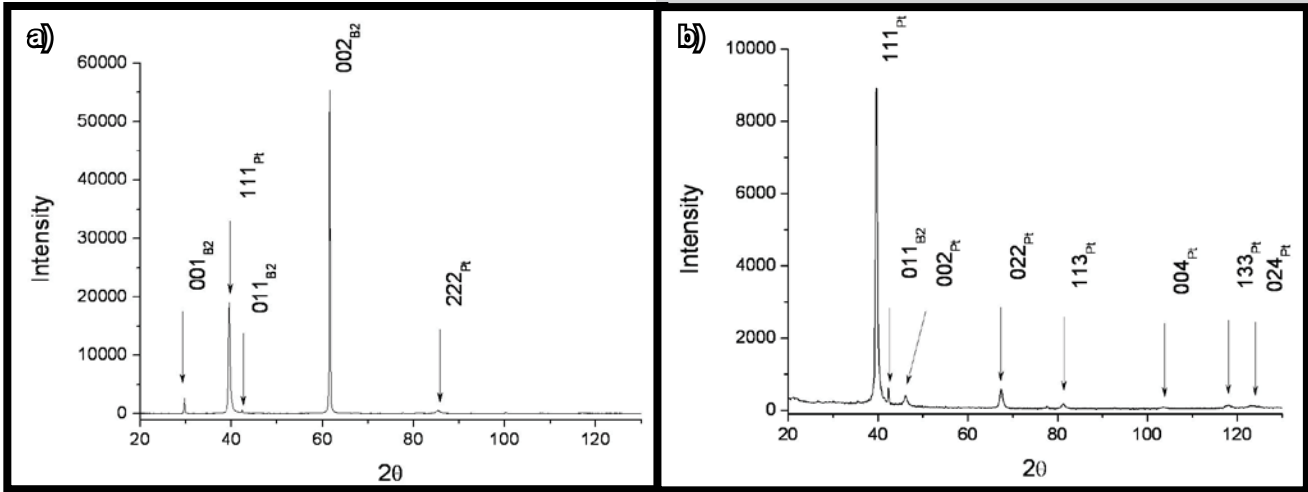 a)
60000
50000
40000
30000
20000
10000
0
Intensity
001B2
111Pt
011B2
002B2
222Pt
20 40 60 80 100 120
2θ
b)
10000
8000
6000
4000
2000
0
Intensity
111Pt
011B2
002Pt
022Pt
113Pt
004Pt
133Pt
024Pt
20 40 60 80 100 120
2θ